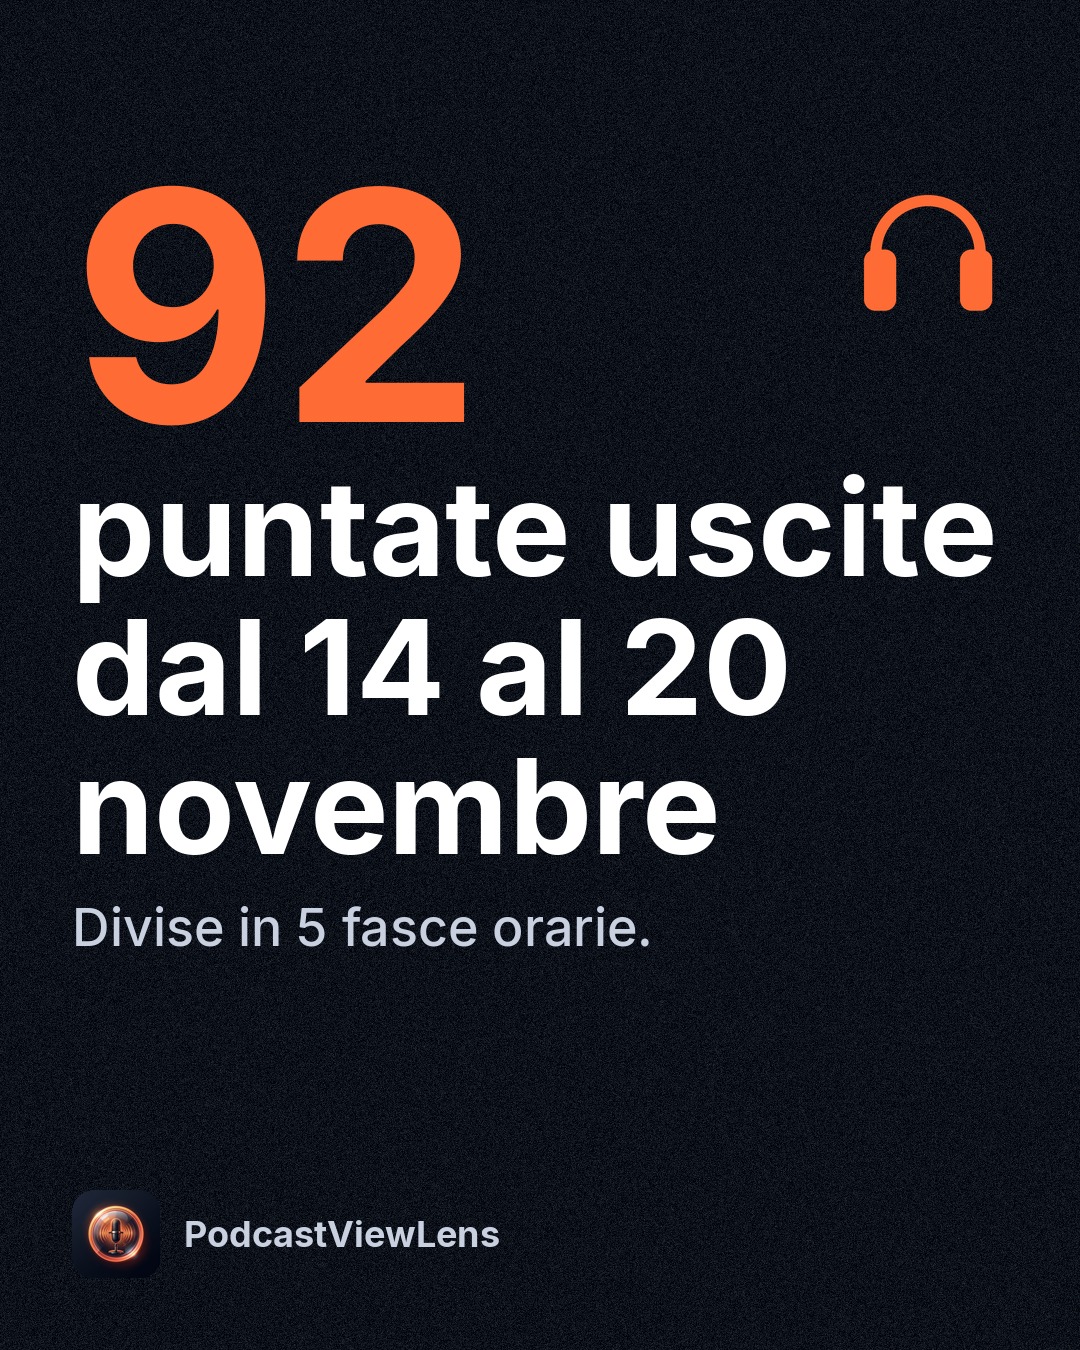 92
puntate uscite
dal 14 al 20
novembre
Divise in 5 fasce orarie.
PodcastViewLens